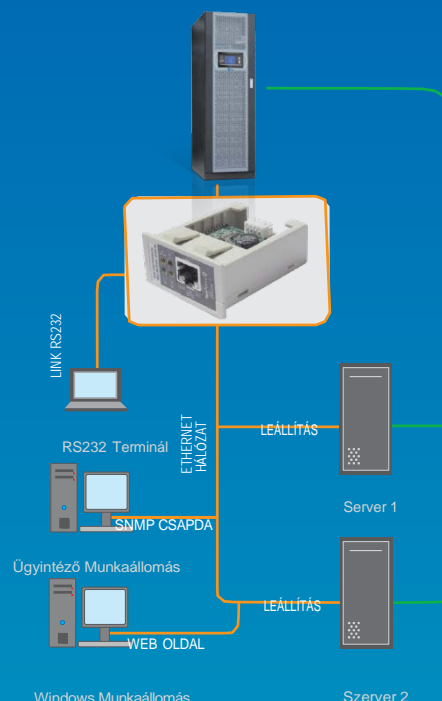 LINK RS232
RS232 Terminál
ETHERNET
HÁLÓZAT
LEÁLLÍTÁS
Server 1
SNMP CSAPDA
Ügyintéző Munkaállomás
LEÁLLÍTÁS
WEB OLDAL
Windows Munkaállomás
Szerver 2